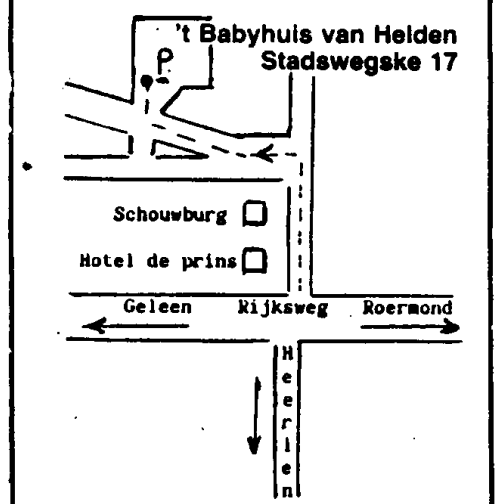 't Babyhuis van Helden
Stadswegske 17
P
Schouwburg
Hotel de prins
Geleen Rijksweg Roermond
Heerlen